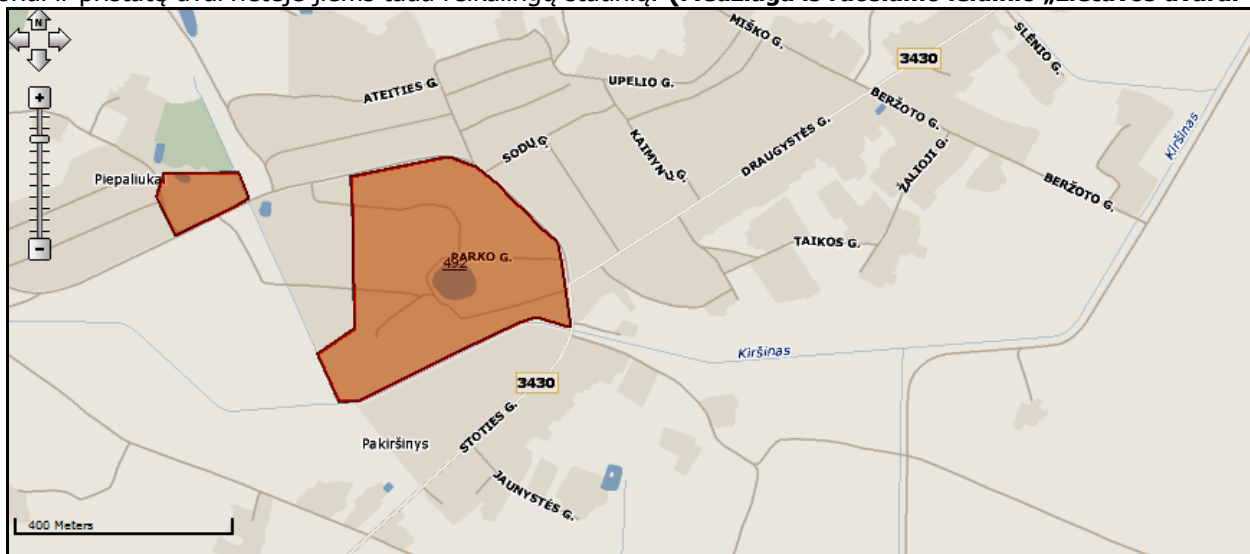 N
MIŠKO G.
SLĖNIO G.
3430
ATEITIES G.
UPELIO G.
BERŽOTO G.
SODŲ G.
KAIMYNŲ G.
DRAUGYSTĖS G.
Kiršinas
ŽALIOJI G.
Piepaliukai
BERŽOTO G.
TAIKOS G.
PARKO G.
492
Kiršinas
3430
STOTIES G.
Pakiršinys
JAUNYSTĖS G.
400 Meters